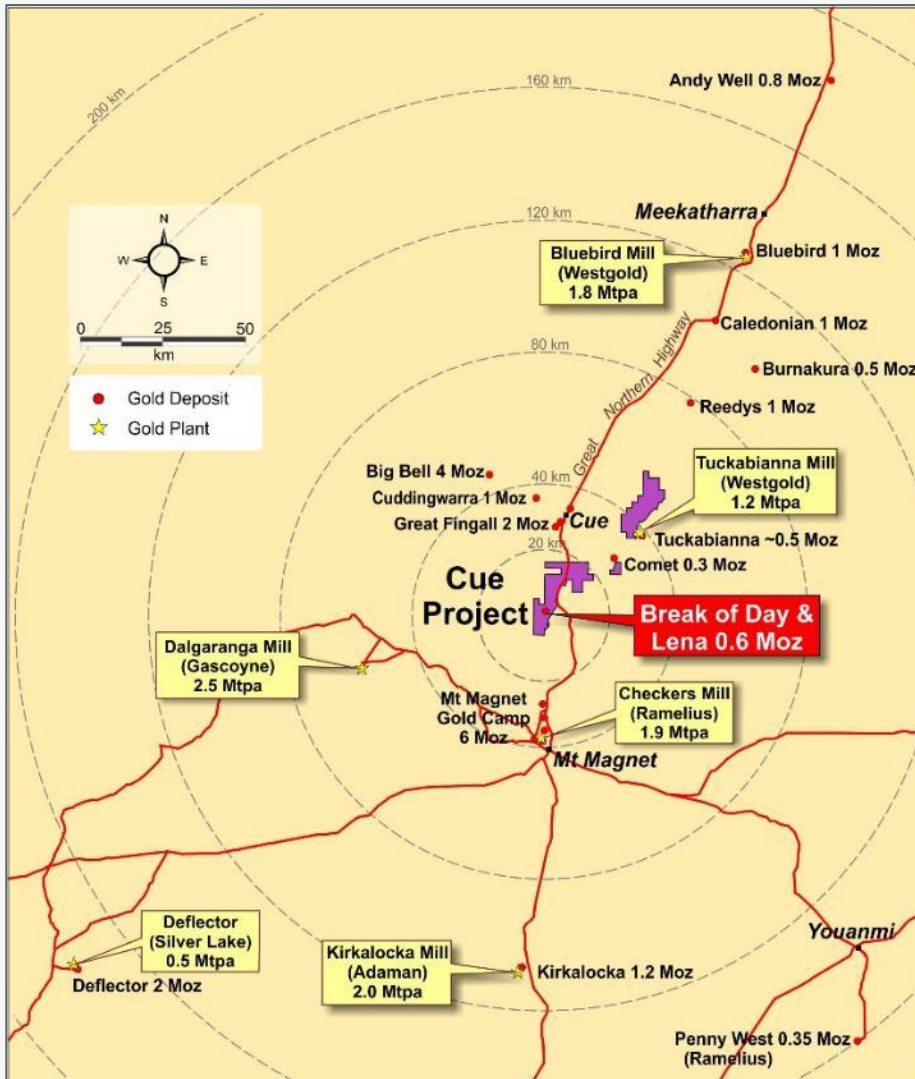 200 km
160 km
Andy Well 0.8 Moz
Meekatharra
120 km
Bluebird Mill
(Westgold)
1.8 Mtpa
Bluebird 1 Moz
N
W E
S
0 25 50
km
Gold Deposit
Gold Plant
Caledonian 1 Moz
80 km
Great Northern Highway
Burnakura 0.5 Moz
Reedys 1 Moz
Big Bell 4 Moz
40 km
Cuddingwarra 1 Moz
Great Fingall 2 Moz
Cue
Tuckabianna Mill
(Westgold)
1.2 Mtpa
Tuckabianna ~0.5 Moz
20 km
Comet 0.3 Moz
Cue
Project
Break of Day &
Lena 0.6 Moz
Dalgaranga Mill
(Gascoyne)
2.5 Mtpa
Mt Magnet
Gold Camp
6 Moz
Checkers Mill
(Ramelius)
1.9 Mtpa
Mt Magnet
Deflector
(Silver Lake)
0.5 Mtpa
Deflector 2 Moz
Kirkalocka Mill
(Adaman)
2.0 Mtpa
Kirkalocka 1.2 Moz
Youanmi
Penny West 0.35 Moz
(Ramelius)